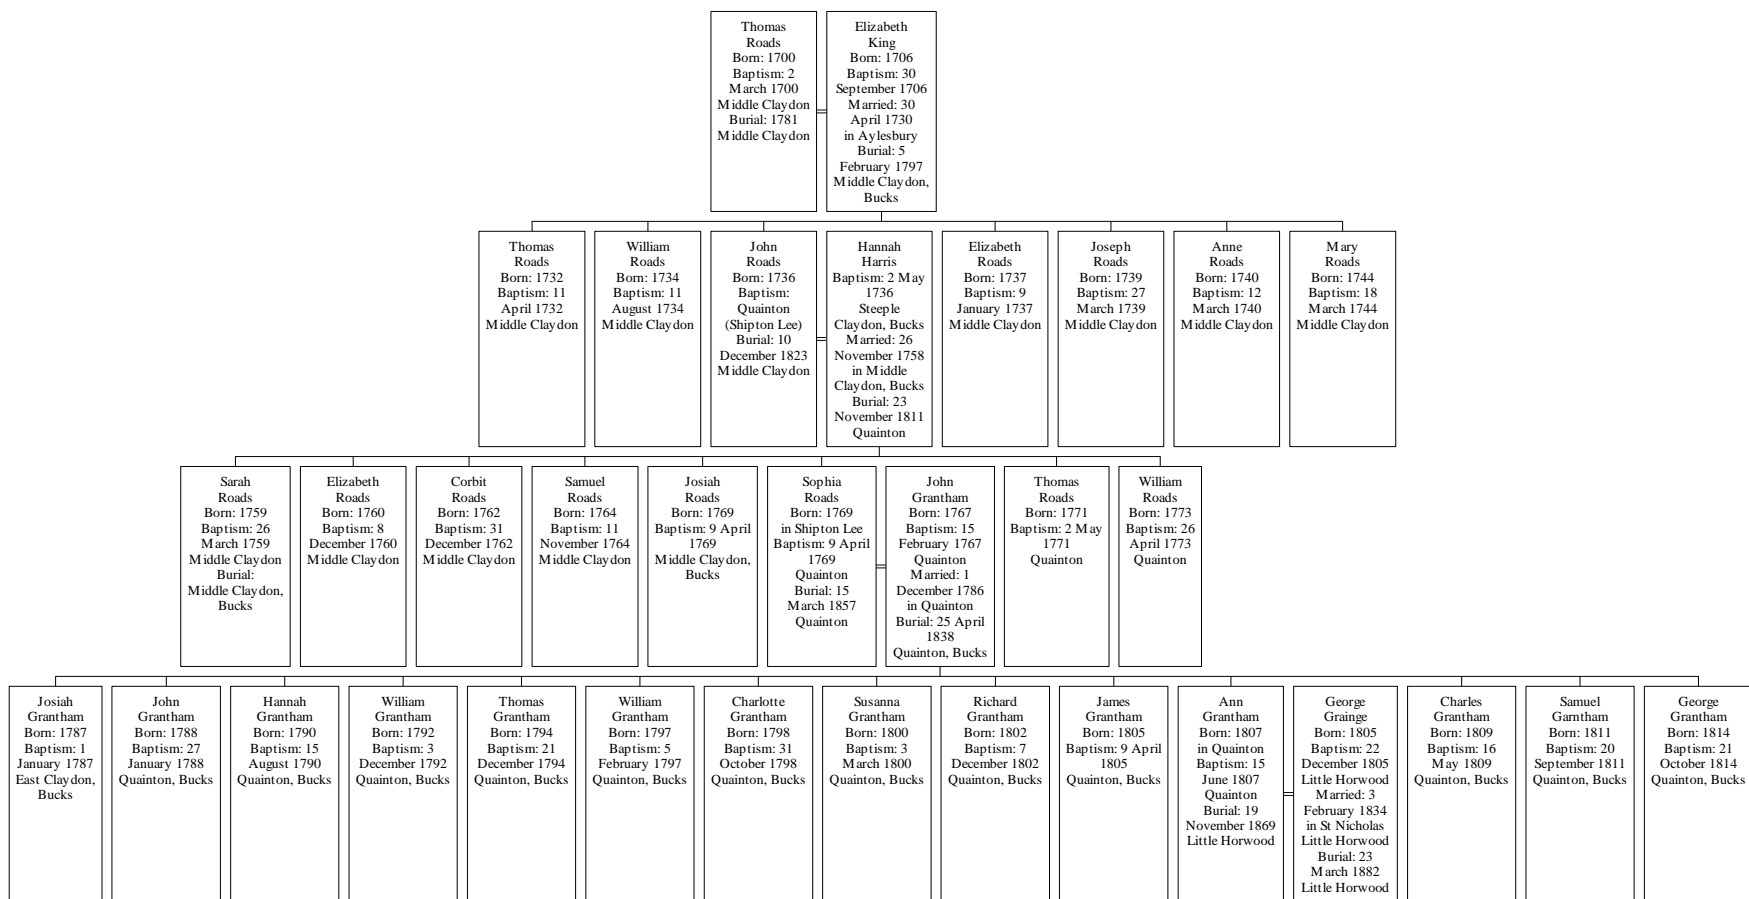 Thomas
Roads
Born: 1700
Baptism: 2
March 1700
Middle Claydon
Burial: 1781
Middle Claydon
Elizabeth
King
Born: 1706
Baptism: 30
September 1706
Married: 30
April 1730
in Aylesbury
Burial: 5
February 1797
Middle Claydon,
Bucks
Thomas
Roads
Born: 1732
Baptism: 11
April 1732
Middle Claydon
William
Roads
Born: 1734
Baptism: 11
August 1734
Middle Claydon
John
Roads
Born: 1736
Baptism:
Quainton
(Shipton Lee)
Burial: 10
December 1823
Middle Claydon
Hannah
Harris
Baptism: 2 May
1736
Steeple
Claydon, Bucks
Married: 26
November 1758
in Middle
Claydon, Bucks
Burial: 23
November 1811
Quainton
Elizabeth
Roads
Born: 1737
Baptism: 9
January 1737
Middle Claydon
Joseph
Roads
Born: 1739
Baptism: 27
March 1739
Middle Claydon
Anne
Roads
Born: 1740
Baptism: 12
March 1740
Middle Claydon
Mary
Roads
Born: 1744
Baptism: 18
March 1744
Middle Claydon
Sarah
Roads
Born: 1759
Baptism: 26
March 1759
Middle Claydon
Burial:
Middle Claydon,
Bucks
Elizabeth
Roads
Born: 1760
Baptism: 8
December 1760
Middle Claydon
Corbit
Roads
Born: 1762
Baptism: 31
December 1762
Middle Claydon
Samuel
Roads
Born: 1764
Baptism: 11
November 1764
Middle Claydon
Josiah
Roads
Born: 1769
Baptism: 9 April
1769
Middle Claydon,
Bucks
Sophia
Roads
Born: 1769
in Shipton Lee
Baptism: 9 April
1769
Quainton
Burial: 15
March 1857
Quainton
John
Grantham
Born: 1767
Baptism: 15
February 1767
Quainton
Married: 1
December 1786
in Quainton
Burial: 25 April
1838
Quainton, Bucks
Thomas
Roads
Born: 1771
Baptism: 2 May
1771
Quainton
William
Roads
Born: 1773
Baptism: 26
April 1773
Quainton
Josiah
Grantham
Born: 1787
Baptism: 1
January 1787
East Claydon,
Bucks
John
Grantham
Born: 1788
Baptism: 27
January 1788
Quainton, Bucks
Hannah
Grantham
Born: 1790
Baptism: 15
August 1790
Quainton, Bucks
William
Grantham
Born: 1792
Baptism: 3
December 1792
Quainton, Bucks
Thomas
Grantham
Born: 1794
Baptism: 21
December 1794
Quainton, Bucks
William
Grantham
Born: 1797
Baptism: 5
February 1797
Quainton, Bucks
Charlotte
Grantham
Born: 1798
Baptism: 31
October 1798
Quainton, Bucks
Susanna
Grantham
Born: 1800
Baptism: 3
March 1800
Quainton, Bucks
Richard
Grantham
Born: 1802
Baptism: 7
December 1802
Quainton, Bucks
James
Grantham
Born: 1805
Baptism: 9 April
1805
Quainton, Bucks
Ann
Grantham
Born: 1807
in Quainton
Baptism: 15
June 1807
Quainton
Burial: 19
November 1869
Little Horwood
George
Grainge
Born: 1805
Baptism: 22
December 1805
Little Horwood
Married: 3
February 1834
in St Nicholas
Little Horwood
Burial: 23
March 1882
Little Horwood
Charles
Grantham
Born: 1809
Baptism: 16
May 1809
Quainton, Bucks
Samuel
Garntham
Born: 1811
Baptism: 20
September 1811
Quainton, Bucks
George
Grantham
Born: 1814
Baptism: 21
October 1814
Quainton, Bucks